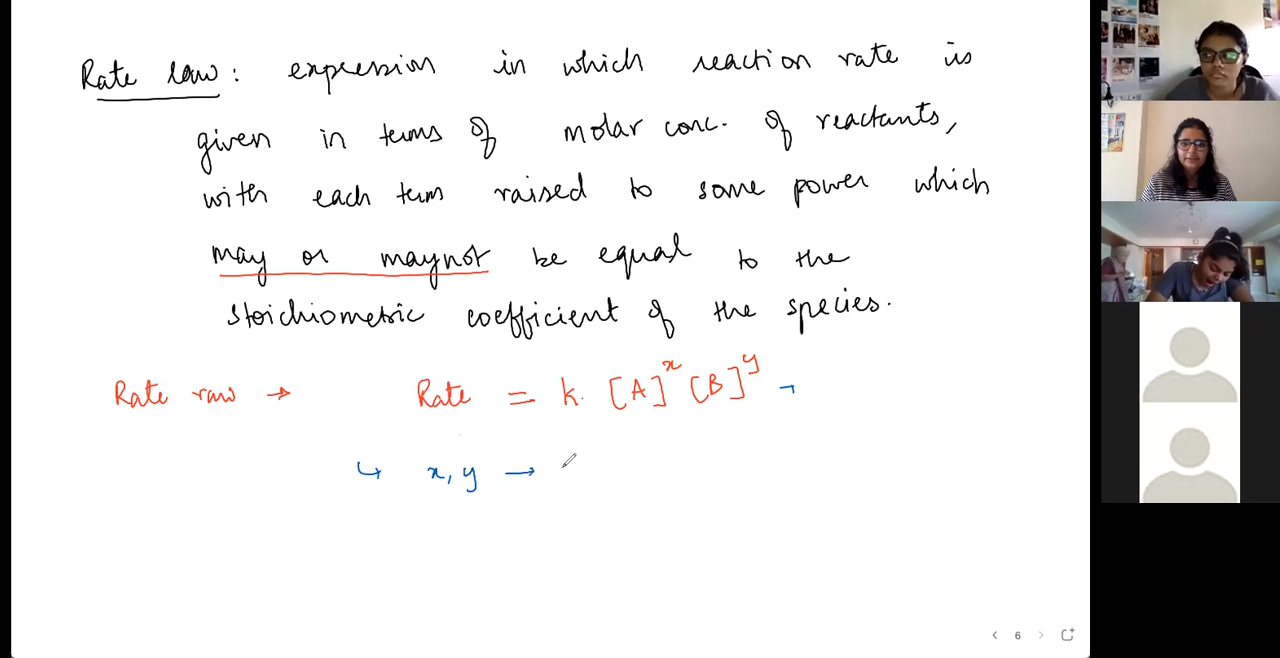 Rate law: expression in which reaction rate is
given in terms of molar conc. of reactants,
with each term raised to some power which
may or maynot be equal to the
stoichiometric coefficient of the species.
Rate raw → Rate = k. [A]^x [B]^y →
↳ x, y →
< 6 >